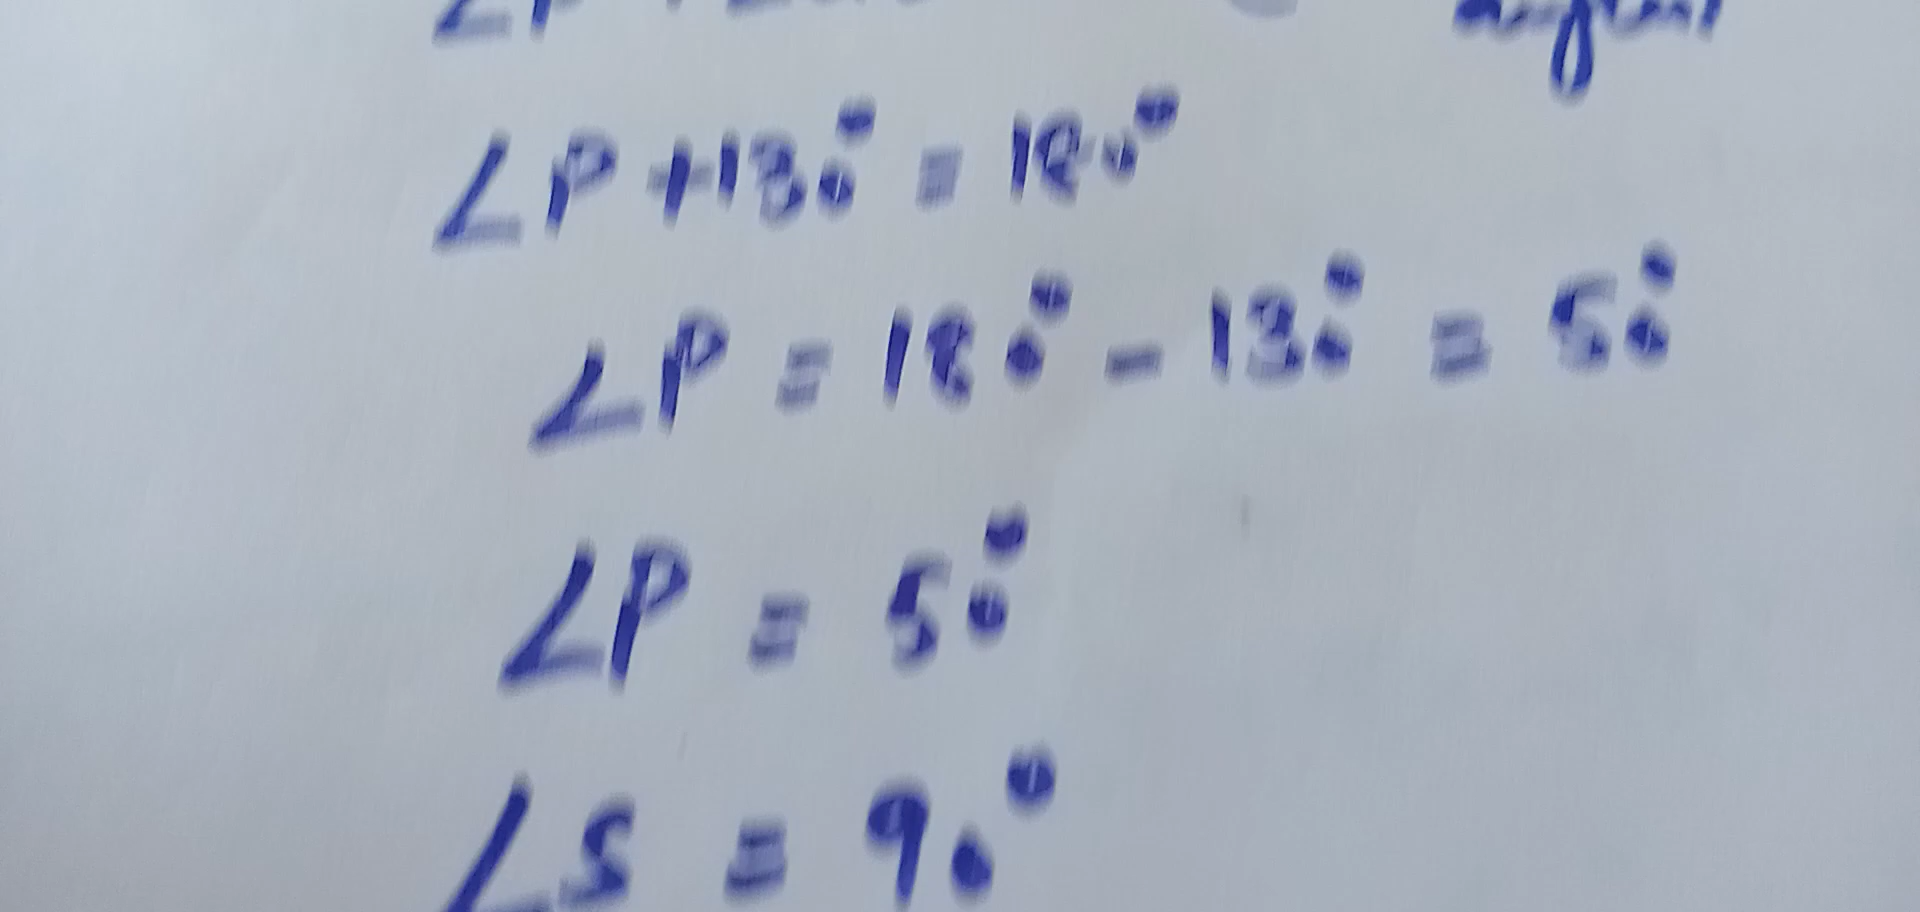 ∠P + 130° = 180°
∠P = 180° - 130° = 50°
∠P = 50°
∠S = 90°